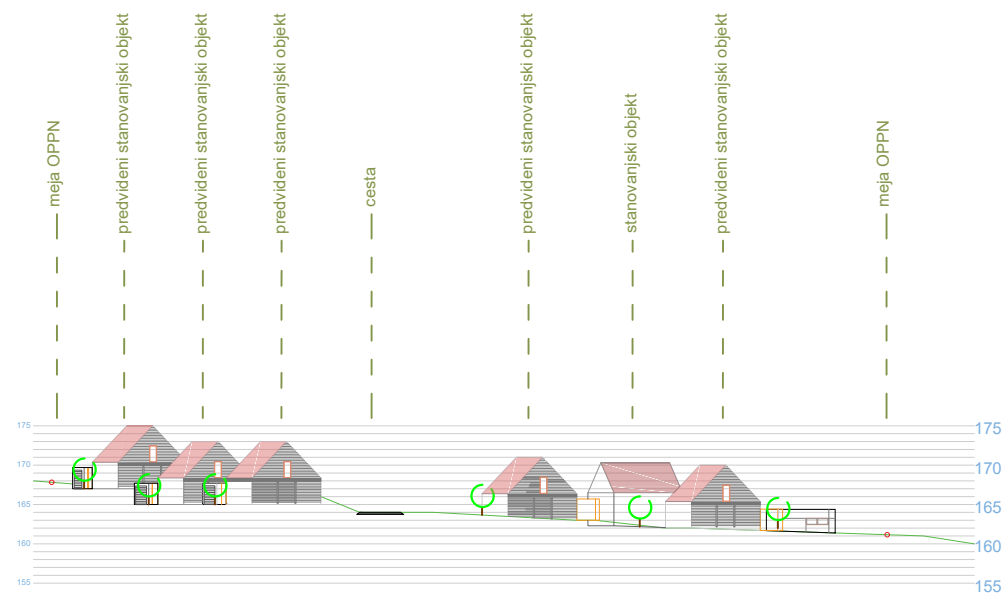 meja OPPN
predvideni stanovanjski objekt
predvideni stanovanjski objekt
predvideni stanovanjski objekt
cesta
predvideni stanovanjski objekt
stanovanjski objekt
predvideni stanovanjski objekt
meja OPPN
175
170
165
160
155
175
170
165
160
155